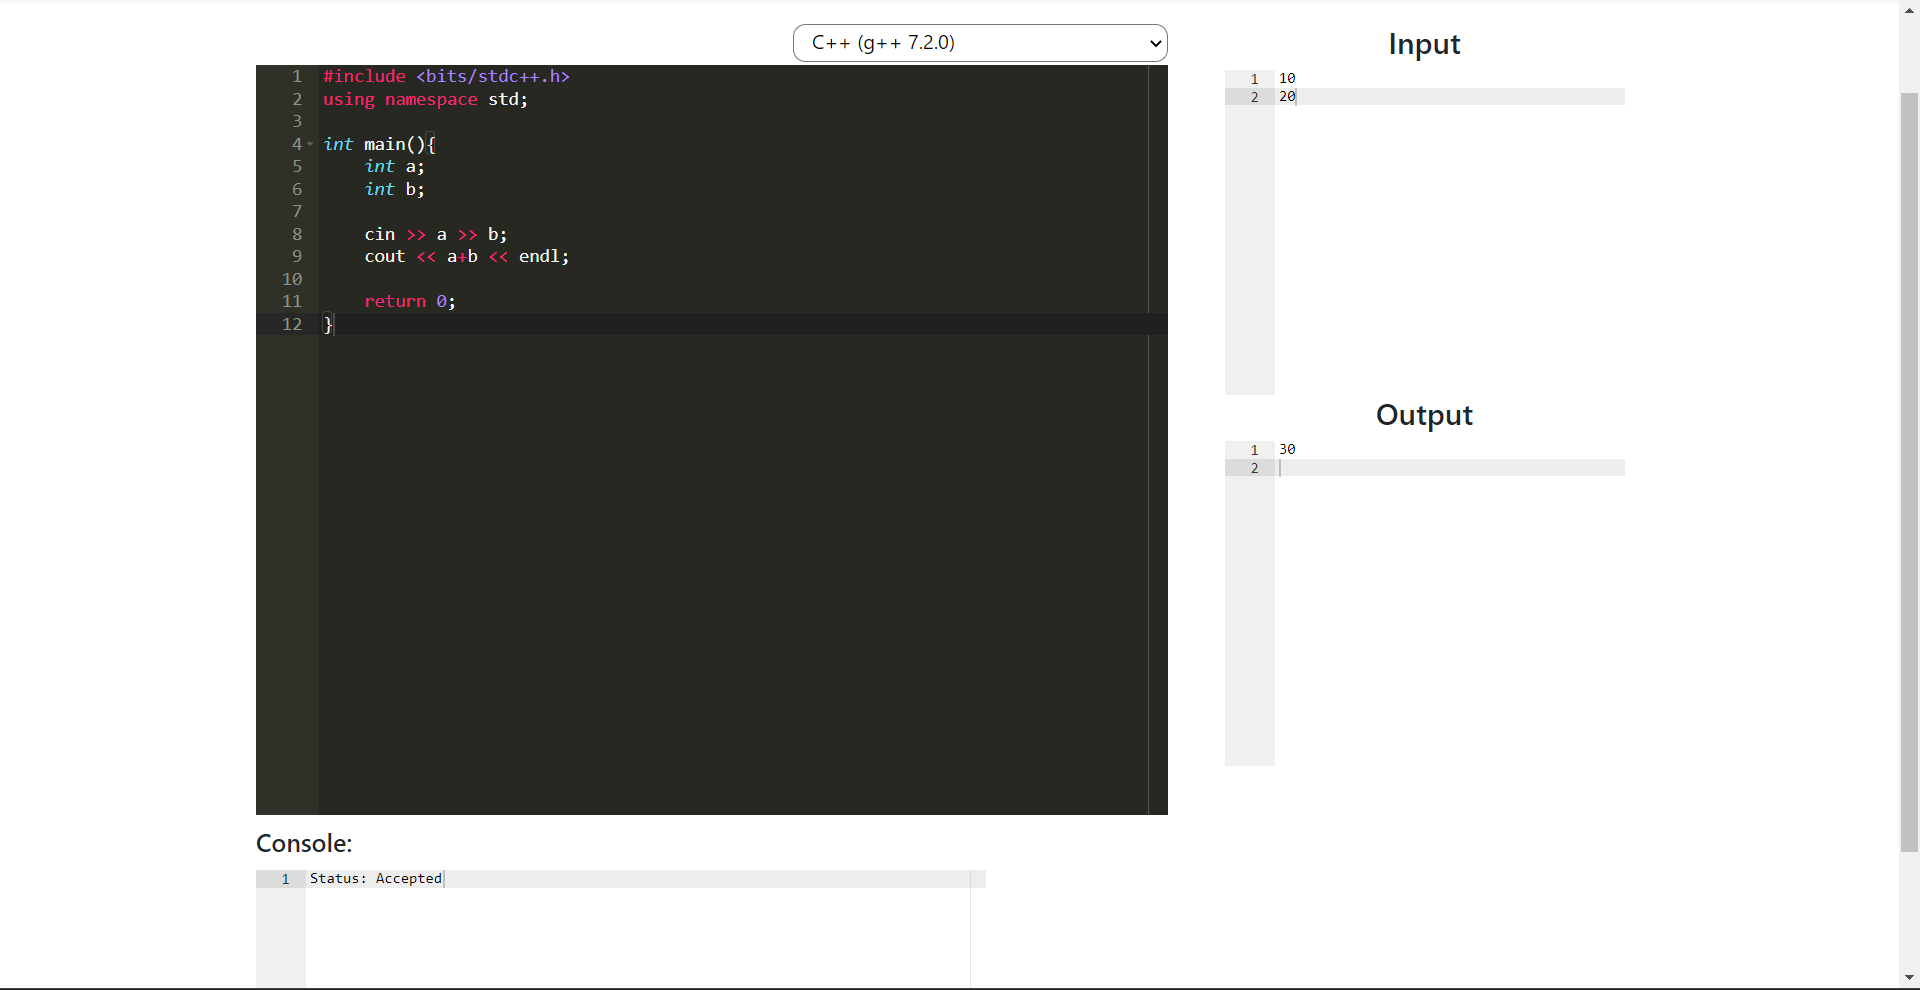 C++ (g++ 7.2.0)
1 #include <bits/stdc++.h>
2 using namespace std;
3
4 int main(){
5     int a;
6     int b;
7
8     cin >> a >> b;
9     cout << a+b << endl;
10
11     return 0;
12 }
Input
1 10
2 20
Output
1 30
2
Console:
1 Status: Accepted